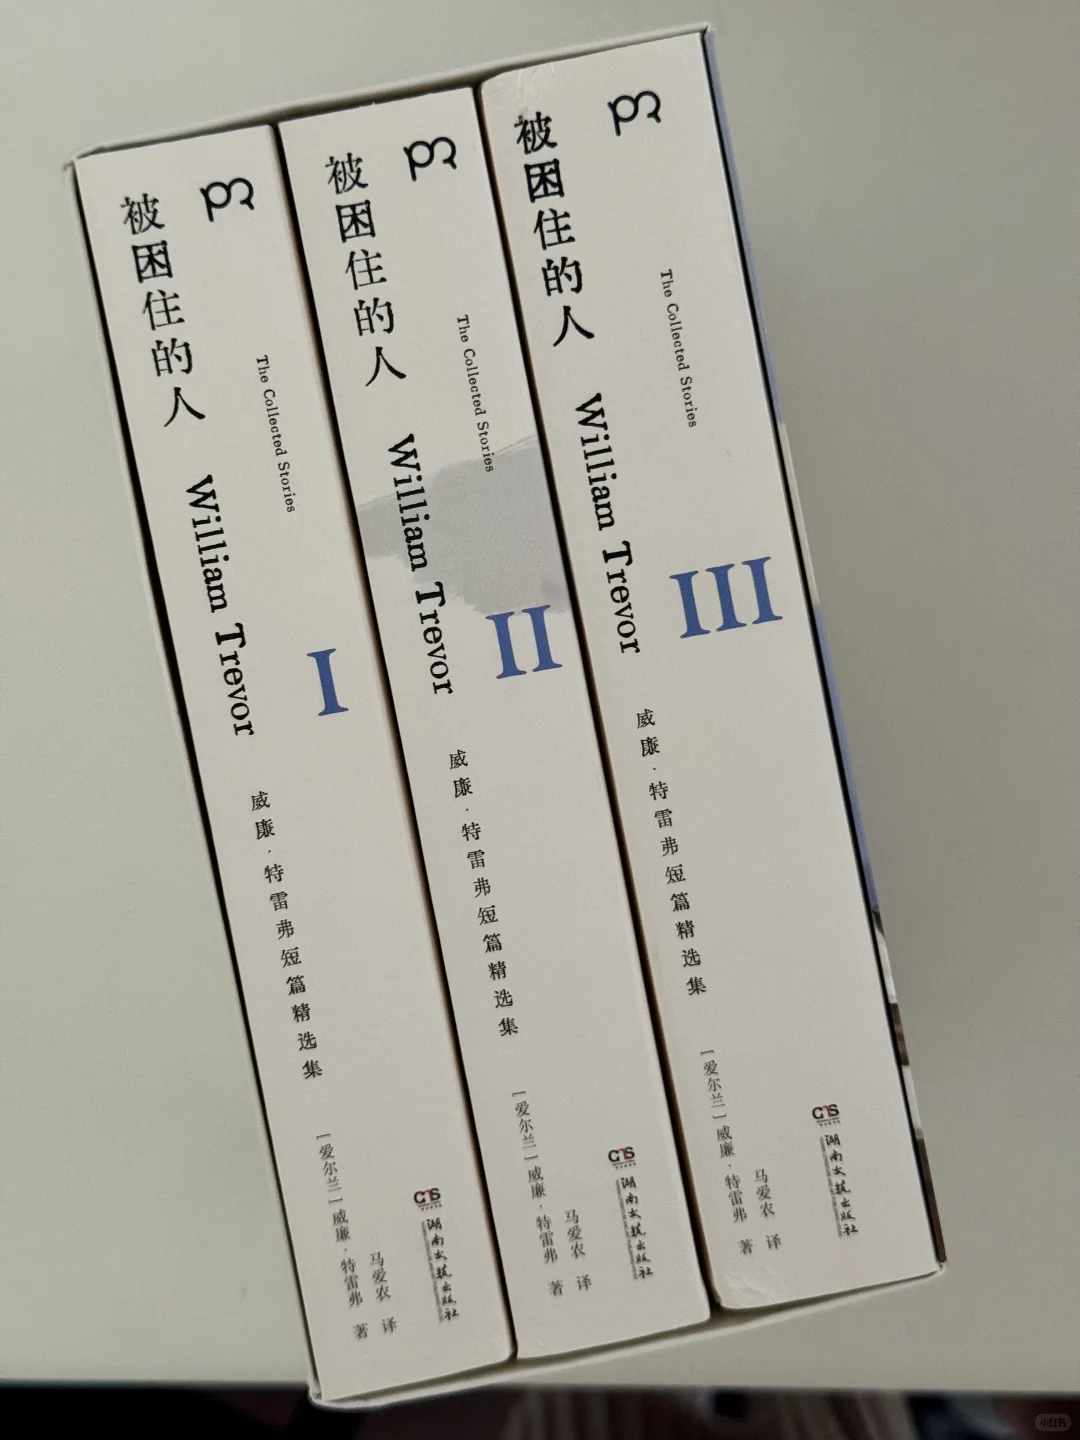 被困住的人
The Collected Stories
William Trevor
I
威廉·特雷弗短篇精选集
[爱尔兰]威廉·特雷弗 著
马爱农 译
CNS
湖南文艺出版社
被困住的人
The Collected Stories
William Trevor
II
威廉·特雷弗短篇精选集
[爱尔兰]威廉·特雷弗 著
马爱农 译
CNS
湖南文艺出版社
被困住的人
The Collected Stories
William Trevor
III
威廉·特雷弗短篇精选集
[爱尔兰]威廉·特雷弗 著
马爱农 译
CNS
湖南文艺出版社
小红书